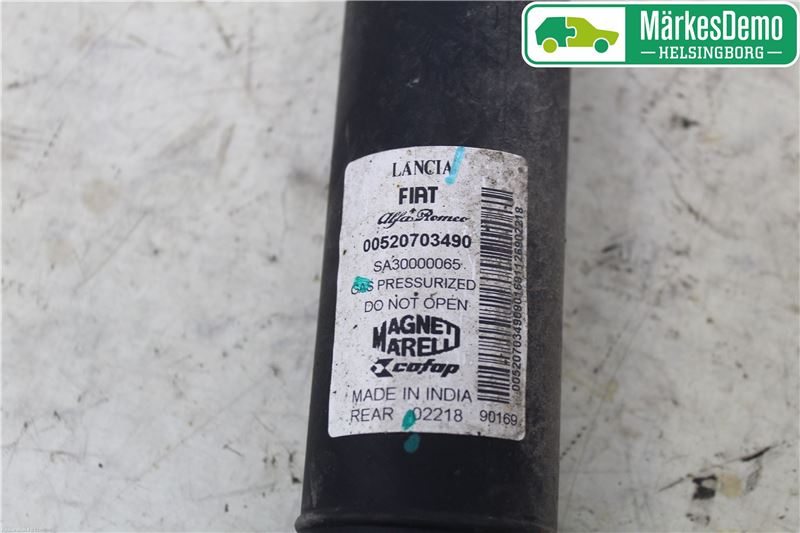 MärkesDemo
HELSINGBORG
LANCIA
FIAT
Alfa Romeo
00520703490
SA30000065
GAS PRESSURIZED
DO NOT OPEN
MAGNETI
MARELLI
cofap
MADE IN INDIA
REAR 02218 90169